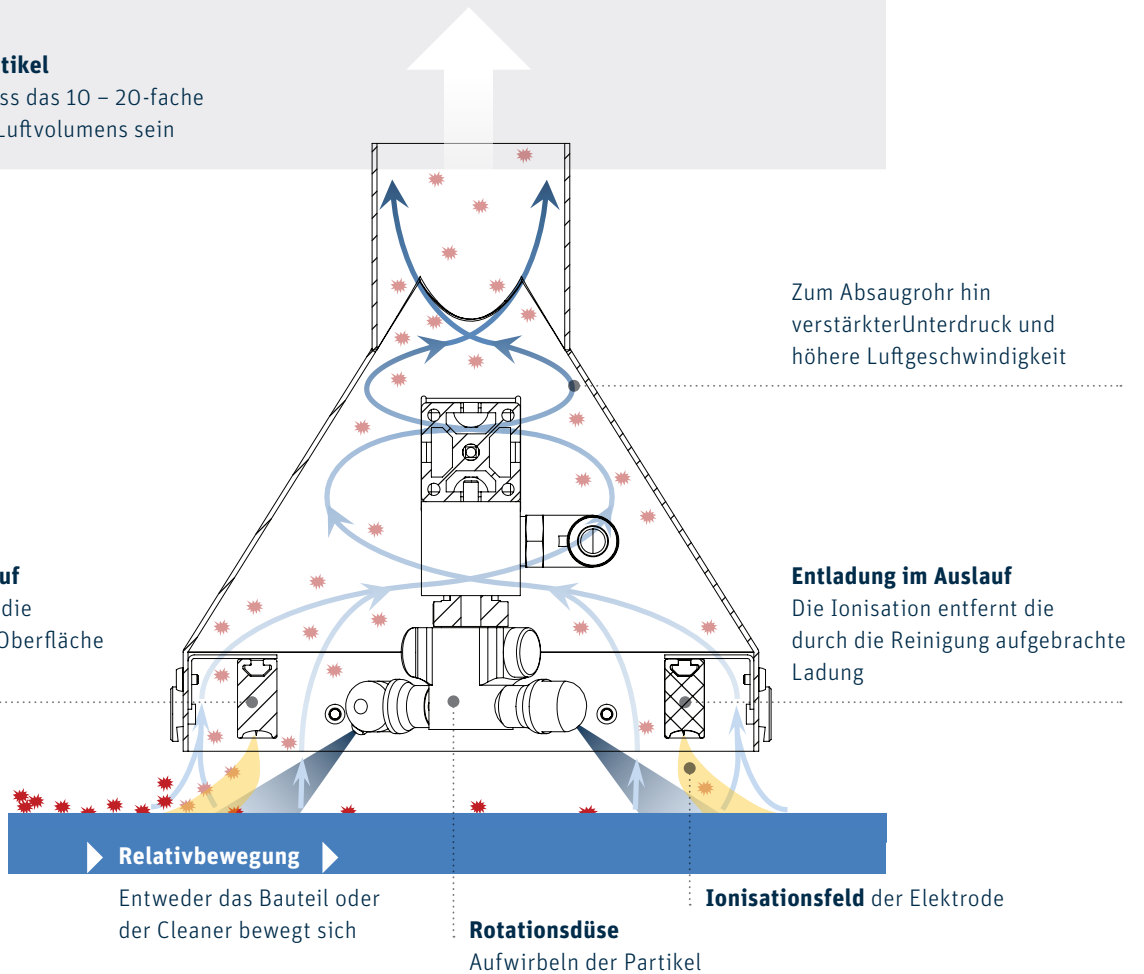 tikel
ss das 10 – 20-fache
Luftvolumens sein
Zum Absaugrohr hin
verstärkterUnterdruck und
höhere Luftgeschwindigkeit
uf
die
Oberfläche
Entladung im Auslauf
Die Ionisation entfernt die
durch die Reinigung aufgebrachte
Ladung
Relativbewegung
Entweder das Bauteil oder
der Cleaner bewegt sich
Ionisationsfeld der Elektrode
Rotationsdüse
Aufwirbeln der Partikel